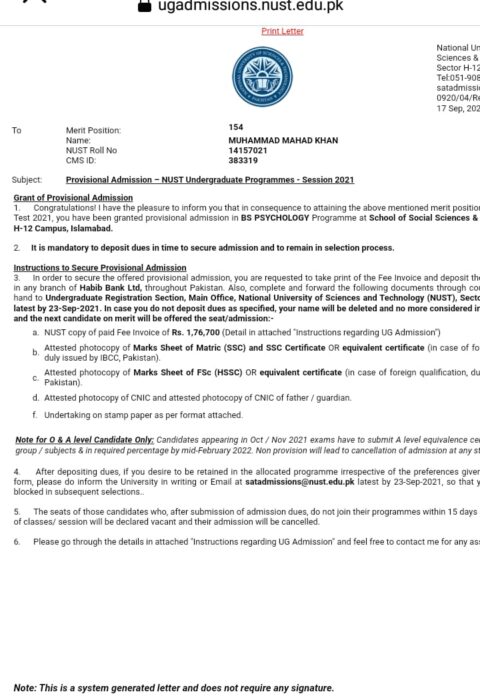 ugadmissions.nust.edu.pk
Print Letter
National Un
Sciences &
Sector H-12
Tel:051-908
satadmissi
0920/04/Re
17 Sep, 202
To Merit Position: 154
Name: MUHAMMAD MAHAD KHAN
NUST Roll No 14157021
CMS ID: 383319
Subject: Provisional Admission – NUST Undergraduate Programmes - Session 2021
Grant of Provisional Admission
1. Congratulations! I have the pleasure to inform you that in consequence to attaining the above mentioned merit position
Test 2021, you have been granted provisional admission in BS PSYCHOLOGY Programme at School of Social Sciences &
H-12 Campus, Islamabad.
2. It is mandatory to deposit dues in time to secure admission and to remain in selection process.
Instructions to Secure Provisional Admission
3. In order to secure the offered provisional admission, you are requested to take print of the Fee Invoice and deposit the
in any branch of Habib Bank Ltd, throughout Pakistan. Also, complete and forward the following documents through cou
hand to Undergraduate Registration Section, Main Office, National University of Sciences and Technology (NUST), Secto
latest by 23-Sep-2021. In case you do not deposit dues as specified, your name will be deleted and no more considered in
and the next candidate on merit will be offered the seat/admission:-
a. NUST copy of paid Fee Invoice of Rs. 1,76,700 (Detail in attached "Instructions regarding UG Admission")
b. Attested photocopy of Marks Sheet of Matric (SSC) and SSC Certificate OR equivalent certificate (in case of fo
duly issued by IBCC, Pakistan).
c. Attested photocopy of Marks Sheet of FSc (HSSC) OR equivalent certificate (in case of foreign qualification, du
Pakistan).
d. Attested photocopy of CNIC and attested photocopy of CNIC of father / guardian.
f. Undertaking on stamp paper as per format attached.
Note for O & A level Candidate Only: Candidates appearing in Oct / Nov 2021 exams have to submit A level equivalence cer
group / subjects & in required percentage by mid-February 2022. Non provision will lead to cancellation of admission at any st
4. After depositing dues, if you desire to be retained in the allocated programme irrespective of the preferences given
form, please do inform the University in writing or Email at satadmissions@nust.edu.pk latest by 23-Sep-2021, so that y
blocked in subsequent selections..
5. The seats of those candidates who, after submission of admission dues, do not join their programmes within 15 days
of classes/ session will be declared vacant and their admission will be cancelled.
6. Please go through the details in attached "Instructions regarding UG Admission" and feel free to contact me for any ass
Note: This is a system generated letter and does not require any signature.